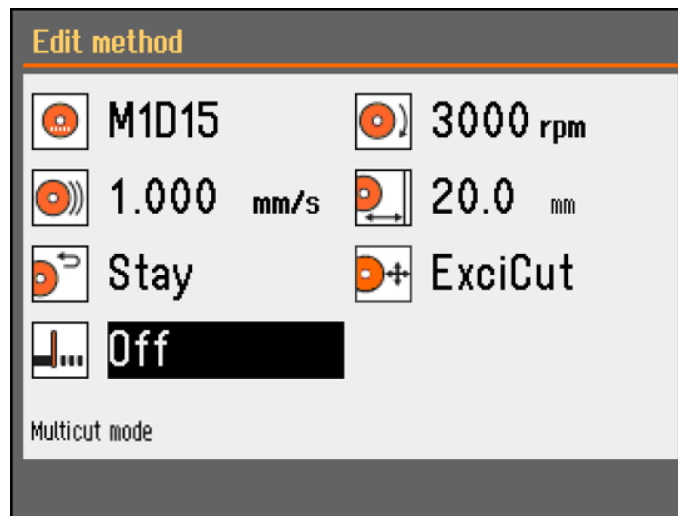 Edit method
M1D15 3000 rpm
1.000 mm/s 20.0 mm
Stay ExciCut
Off
Multicut mode